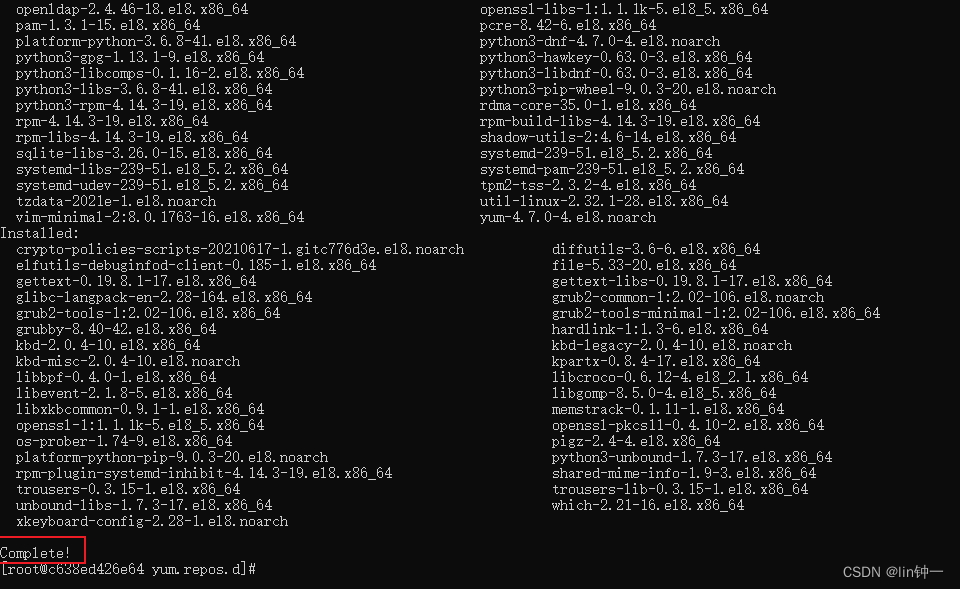 openldap-2.4.46-18.el8.x86_64 openssl-libs-1:1.1.1k-5.el8_5.x86_64
pam-1.3.1-15.el8.x86_64 pcre-8.42-6.el8.x86_64
platform-python-3.6.8-41.el8.x86_64 python3-dnf-4.7.0-4.el8.noarch
python3-gpg-1.13.1-9.el8.x86_64 python3-hawkey-0.63.0-3.el8.x86_64
python3-libcomps-0.1.16-2.el8.x86_64 python3-libdnf-0.63.0-3.el8.x86_64
python3-libs-3.6.8-41.el8.x86_64 python3-pip-wheel-9.0.3-20.el8.noarch
python3-rpm-4.14.3-19.el8.x86_64 rdma-core-35.0-1.el8.x86_64
rpm-4.14.3-19.el8.x86_64 rpm-build-libs-4.14.3-19.el8.x86_64
rpm-libs-4.14.3-19.el8.x86_64 shadow-utils-2:4.6-14.el8.x86_64
sqlite-libs-3.26.0-15.el8.x86_64 systemd-239-51.el8_5.2.x86_64
systemd-libs-239-51.el8_5.2.x86_64 systemd-pam-239-51.el8_5.2.x86_64
systemd-udev-239-51.el8_5.2.x86_64 tpm2-tss-2.3.2-4.el8.x86_64
tzdata-2021e-1.el8.noarch util-linux-2.32.1-28.el8.x86_64
vim-minimal-2:8.0.1763-16.el8.x86_64 yum-4.7.0-4.el8.noarch
Installed:
crypto-policies-scripts-20210617-1.gitc776d3e.el8.noarch diffutils-3.6-6.el8.x86_64
elfutils-debuginfod-client-0.185-1.el8.x86_64 file-5.33-20.el8.x86_64
gettext-0.19.8.1-17.el8.x86_64 gettext-libs-0.19.8.1-17.el8.x86_64
glibc-langpack-en-2.28-164.el8.x86_64 grub2-common-1:2.02-106.el8.noarch
grub2-tools-1:2.02-106.el8.x86_64 grub2-tools-minimal-1:2.02-106.el8.x86_64
grubby-8.40-42.el8.x86_64 hardlink-1:1.3-6.el8.x86_64
kbd-2.0.4-10.el8.x86_64 kbd-legacy-2.0.4-10.el8.noarch
kbd-misc-2.0.4-10.el8.noarch kpartx-0.8.4-17.el8.x86_64
libbpf-0.4.0-1.el8.x86_64 libcroco-0.6.12-4.el8_2.1.x86_64
libevent-2.1.8-5.el8.x86_64 libgomp-8.5.0-4.el8_5.x86_64
libxkbcommon-0.9.1-1.el8.x86_64 memstrack-0.1.11-1.el8.x86_64
openssl-1:1.1.1k-5.el8_5.x86_64 openssl-pkcs11-0.4.10-2.el8.x86_64
os-prober-1.74-9.el8.x86_64 pigz-2.4-4.el8.x86_64
platform-python-pip-9.0.3-20.el8.noarch python3-unbound-1.7.3-17.el8.x86_64
rpm-plugin-systemd-inhibit-4.14.3-19.el8.x86_64 shared-mime-info-1.9-3.el8.x86_64
trousers-0.3.15-1.el8.x86_64 trousers-lib-0.3.15-1.el8.x86_64
unbound-libs-1.7.3-17.el8.x86_64 which-2.21-16.el8.x86_64
xkeyboard-config-2.28-1.el8.noarch
Complete!
[root@c638ed426e64 yum.repos.d]#
CSDN @lin钟一